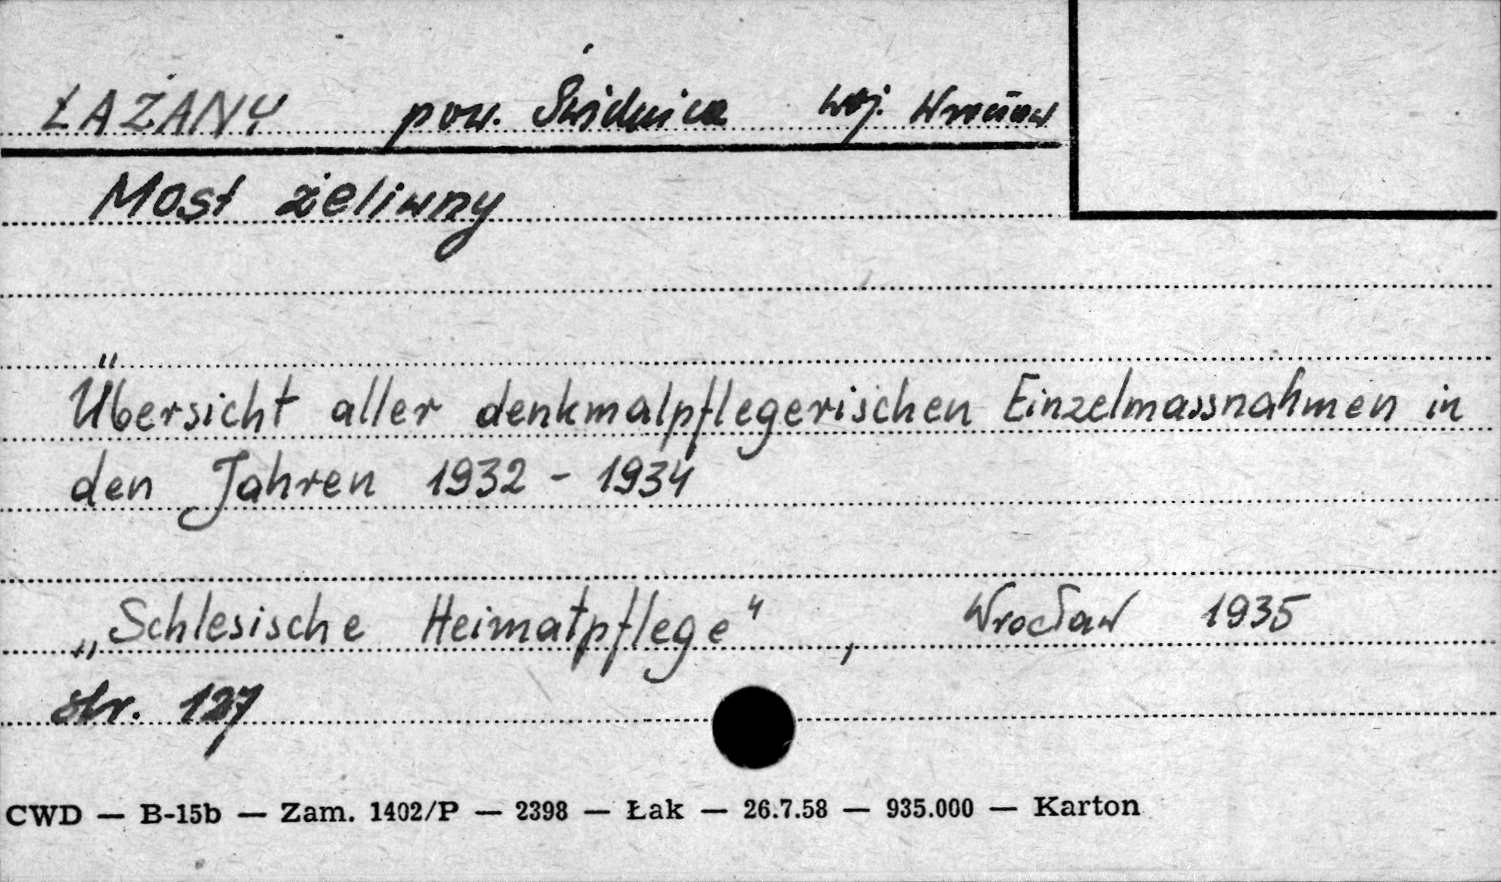 ŁAŻANY pow. Świdnica woj. Wrocław
Most żeliwny
Übersicht aller denkmalpflegerischen Einzelmassnahmen in
den Jahren 1932 - 1934
„Schlesische Heimatpflege" , Wrocław 1935
str. 127
CWD — B-15b — Zam. 1402/P — 2398 — Łak — 26.7.58 — 935.000 — Karton